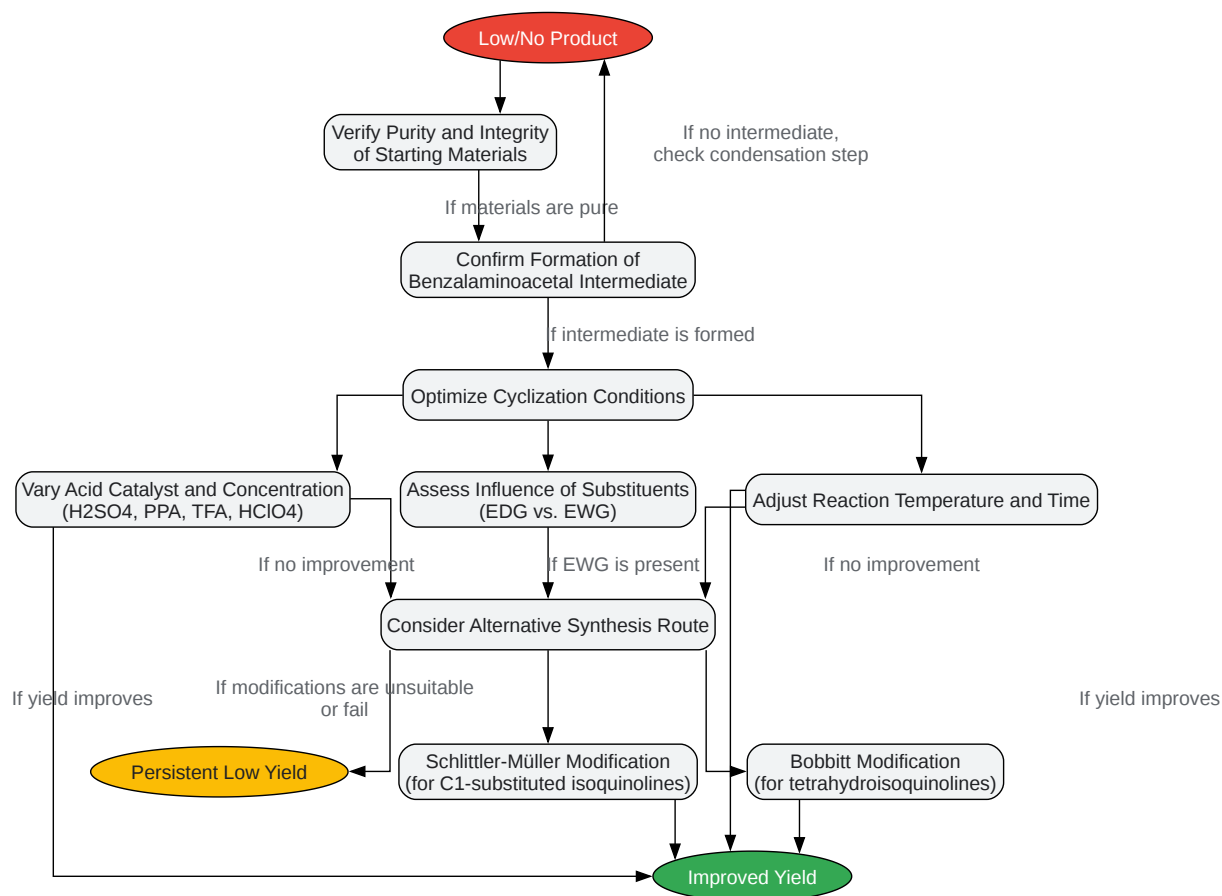 Low/No Product
Verify Purity and Integrity
of Starting Materials
If no intermediate,
check condensation step
If materials are pure
Confirm Formation of
Benzalaminoacetal Intermediate
If intermediate is formed
Optimize Cyclization Conditions
Vary Acid Catalyst and Concentration
(H2SO4, PPA, TFA, HClO4)
Assess Influence of Substituents
(EDG vs. EWG)
Adjust Reaction Temperature and Time
If no improvement
If EWG is present
If no improvement
Consider Alternative Synthesis Route
If yield improves
If modifications are unsuitable
or fail
If yield improves
Persistent Low Yield
Schlittler-Müller Modification
(for C1-substituted isoquinolines)
Bobbitt Modification
(for tetrahydroisoquinolines)
Improved Yield